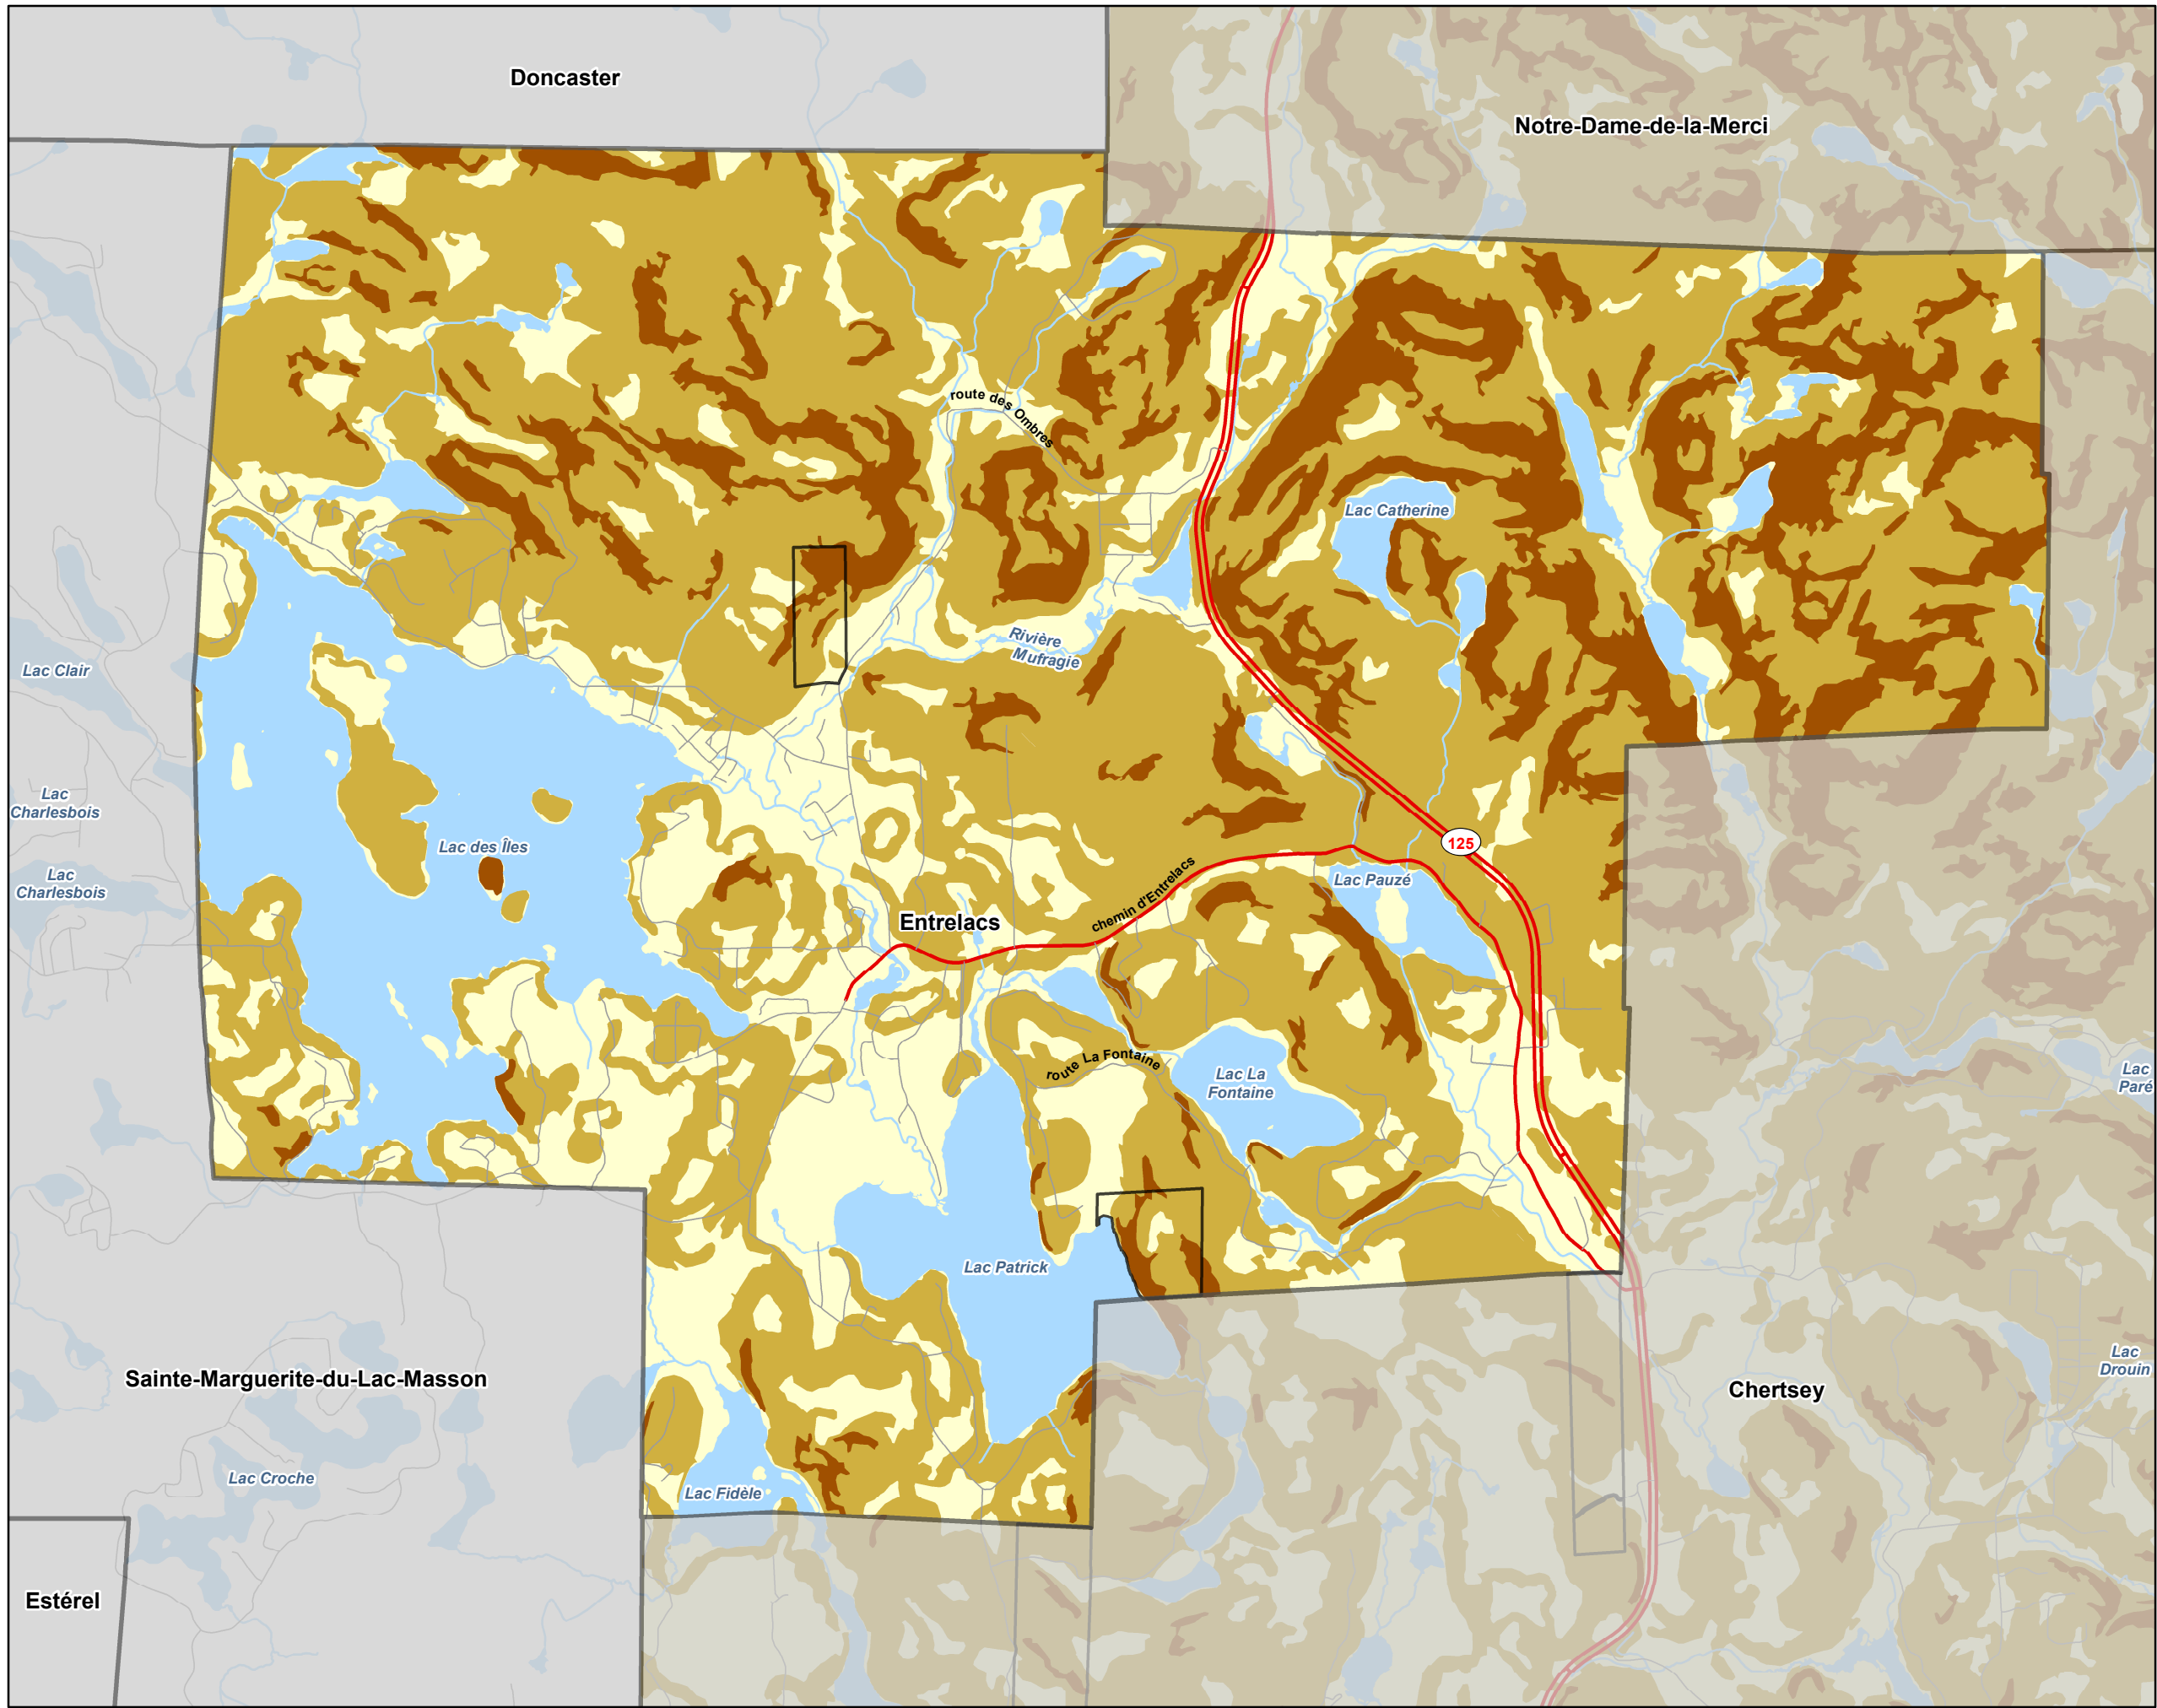 Doncaster
Notre-Dame-de-la-Merci
route des Ombres
Lac Catherine
Rivière
Mufragie
Lac Clair
Lac
Charlesbois
Lac des Îles
125
Lac
Charlesbois
Lac Pauzé
chemin d'Entrelacs
Entrelacs
route La Fontaine
Lac La
Fontaine
Lac
Paré
Lac Patrick
Sainte-Marguerite-du-Lac-Masson
Chertsey
Lac
Drouin
Lac Croche
Lac Fidèle
Estérel